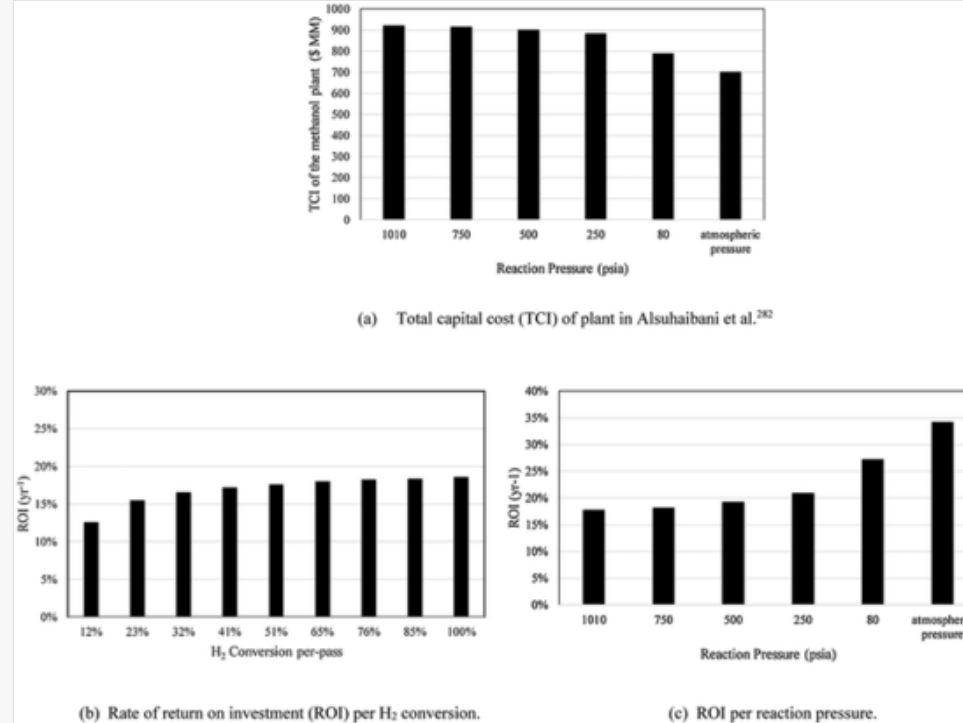 TCI of the methanol plant ($ MM)
1000
900
800
700
600
500
400
300
200
100
0
1010 750 500 250 80 atmospheric
pressure
Reaction Pressure (psia)
(a) Total capital cost (TCI) of plant in Alsuhaibani et al.282
ROI (yr-1)
30%
25%
20%
15%
10%
5%
0%
12% 23% 32% 41% 51% 65% 76% 85% 100%
H2 Conversion per-pass
(b) Rate of return on investment (ROI) per H2 conversion.
ROI (yr-1)
40%
35%
30%
25%
20%
15%
10%
5%
0%
1010 750 500 250 80 atmospheri
pressure
Reaction Pressure (psia)
(c) ROI per reaction pressure.